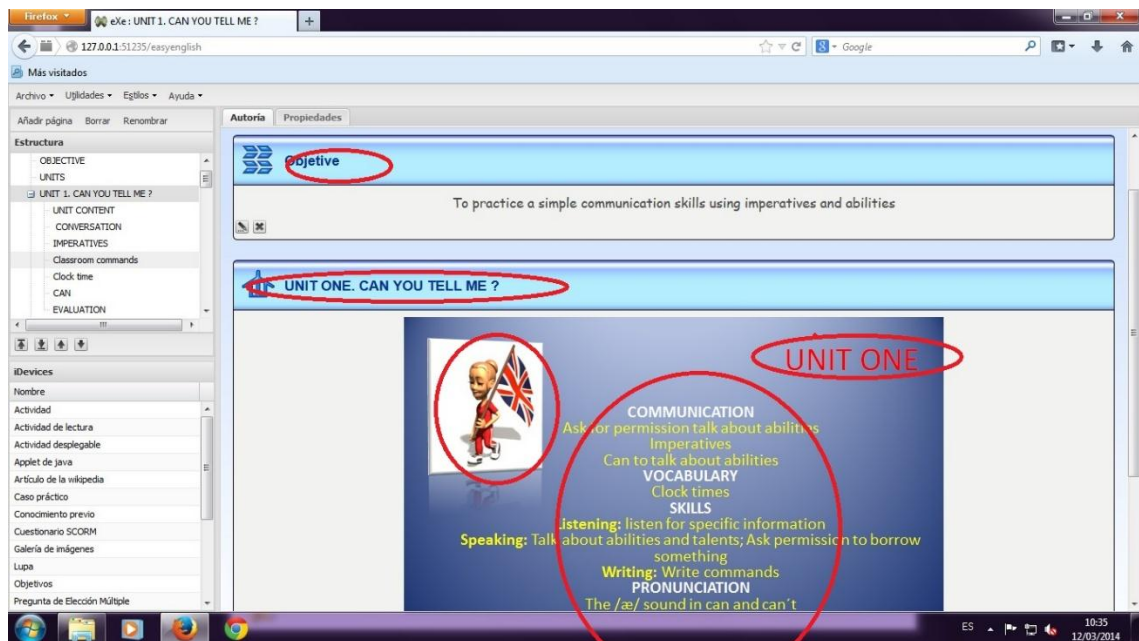 Firefox
eXe : UNIT 1. CAN YOU TELL ME ?
127.0.0.1:51235/easyenglish
Google
Más visitados
Archivo Utilidades Estilos Ayuda
Añadir página Borrar Renombrar
Autoría Propiedades
Estructura
OBJECTIVE
UNITS
UNIT 1. CAN YOU TELL ME ?
UNIT CONTENT
CONVERSATION
IMPERATIVES
Classroom commands
Clock time
CAN
EVALUATION
iDevices
Nombre
Actividad
Actividad de lectura
Actividad desplegable
Applet de java
Artículo de la wikipedia
Caso práctico
Conocimiento previo
Cuestionario SCORM
Galería de imágenes
Lupa
Objetivos
Pregunta de Elección Múltiple
Objetive
To practice a simple communication skills using imperatives and abilities
UNIT ONE. CAN YOU TELL ME ?
UNIT ONE
COMMUNICATION
Ask for permission talk about abilities
Imperatives
Can to talk about abilities
VOCABULARY
Clock times
SKILLS
Listening: listen for specific information
Speaking: Talk about abilities and talents; Ask permission to borrow
something
Writing: Write commands
PRONUNCIATION
The /æ/ sound in can and can´t
ES
10:35
12/03/2014